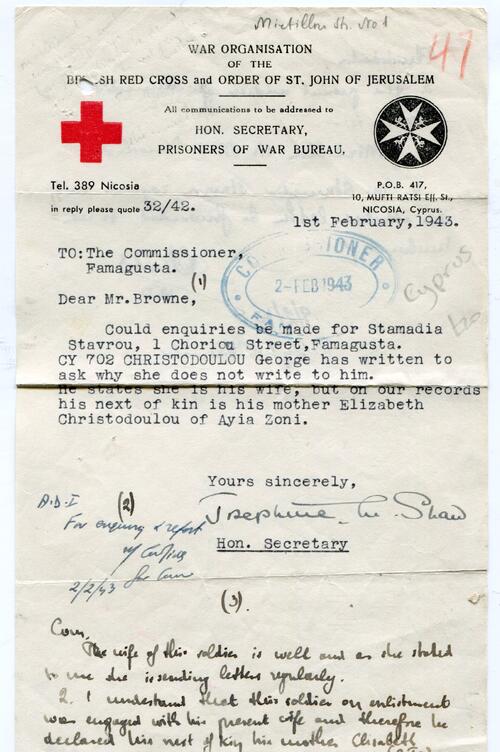 Mirtillou Str. No 1
47
WAR ORGANISATION
OF THE
BRITISH RED CROSS and ORDER OF ST. JOHN OF JERUSALEM
All communications to be addressed to
HON. SECRETARY,
PRISONERS OF WAR BUREAU.
Tel. 389 Nicosia
P.O.B. 417,
in reply please quote 32/42.
10, MUFTI RATSI Eff. St.,
NICOSIA, Cyprus.
1st February,1943.
TO:The Commissioner,
Famagusta.
COMMISSIONER
2-FEB 1943
Cyprus
(1)
Dear Mr.Browne,
Could enquiries be made for Stamadia
Stavrou, 1 Choriou Street,Famagusta.
CY 702 CHRISTODOULOU George has written to
ask why she does not write to him.
He states she is his wife, but on our records
his next of kin is his mother Elizabeth
Christodoulou of Ayia Zoni.
Yours sincerely,
Josephine M. Shaw
Hon. Secretary
A.D.I (2)
For enquiry & report
2/2/43
(3).
Com,
The wife of this soldier is well and as she stated
to me she is sending letters regularly.
2. I understand that this soldier on enlistment
was engaged with his present wife and therefore he
declared his next of kin his mother Elisabeth